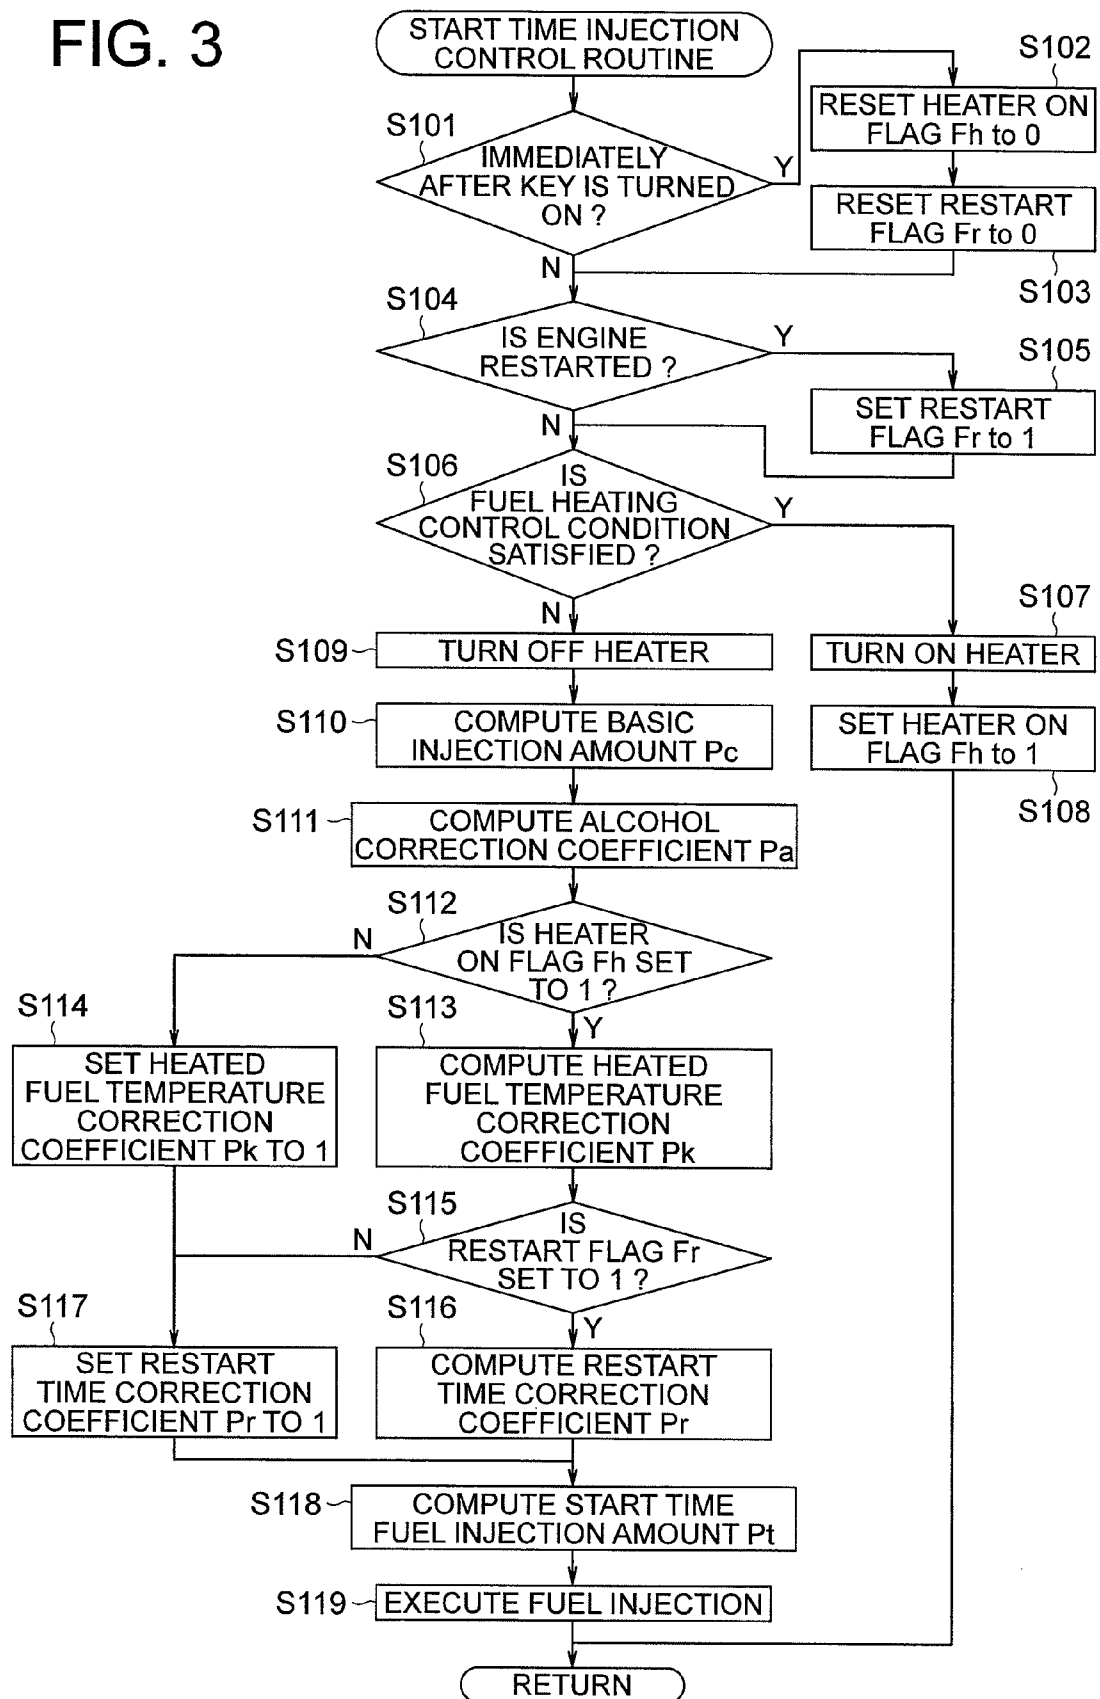 FIG. 3
START TIME INJECTION
CONTROL ROUTINE
S101
IMMEDIATELY
AFTER KEY IS TURNED
ON ?
Y
N
S102
RESET HEATER ON
FLAG Fh to 0
RESET RESTART
FLAG Fr to 0
S103
S104
IS ENGINE
RESTARTED ?
Y
N
S105
SET RESTART
FLAG Fr to 1
S106
IS
FUEL HEATING
CONTROL CONDITION
SATISFIED ?
Y
N
S107
TURN ON HEATER
SET HEATER ON
FLAG Fh to 1
S108
S109
TURN OFF HEATER
S110
COMPUTE BASIC
INJECTION AMOUNT Pc
S111
COMPUTE ALCOHOL
CORRECTION COEFFICIENT Pa
S112
IS HEATER
ON FLAG Fh SET
TO 1 ?
N
Y
S114
SET HEATED
FUEL TEMPERATURE
CORRECTION
COEFFICIENT Pk TO 1
S113
COMPUTE HEATED
FUEL TEMPERATURE
CORRECTION
COEFFICIENT Pk
S115
IS
RESTART FLAG Fr
SET TO 1 ?
N
Y
S117
SET RESTART
TIME CORRECTION
COEFFICIENT Pr TO 1
S116
COMPUTE RESTART
TIME CORRECTION
COEFFICIENT Pr
S118
COMPUTE START TIME
FUEL INJECTION AMOUNT Pt
S119
EXECUTE FUEL INJECTION
RETURN